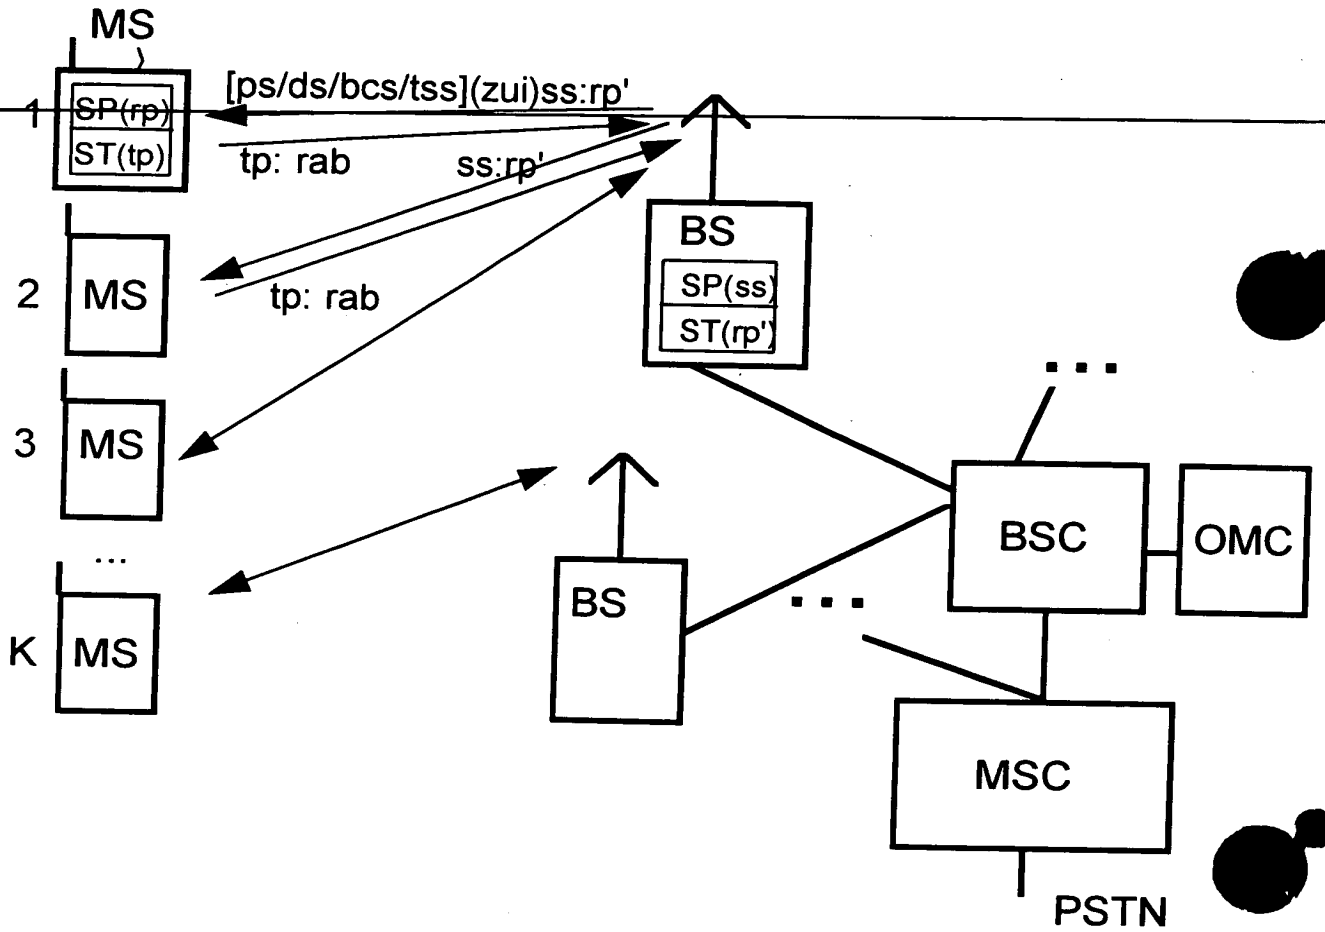 MS
[ps/ds/bcs/tss](zui)ss:rp'
1
SP(rp)
ST(tp)
tp: rab
ss:rp'
BS
SP(ss)
ST(rp')
2
MS
tp: rab
...
3
MS
BSC
OMC
...
BS
...
K
MS
MSC
PSTN